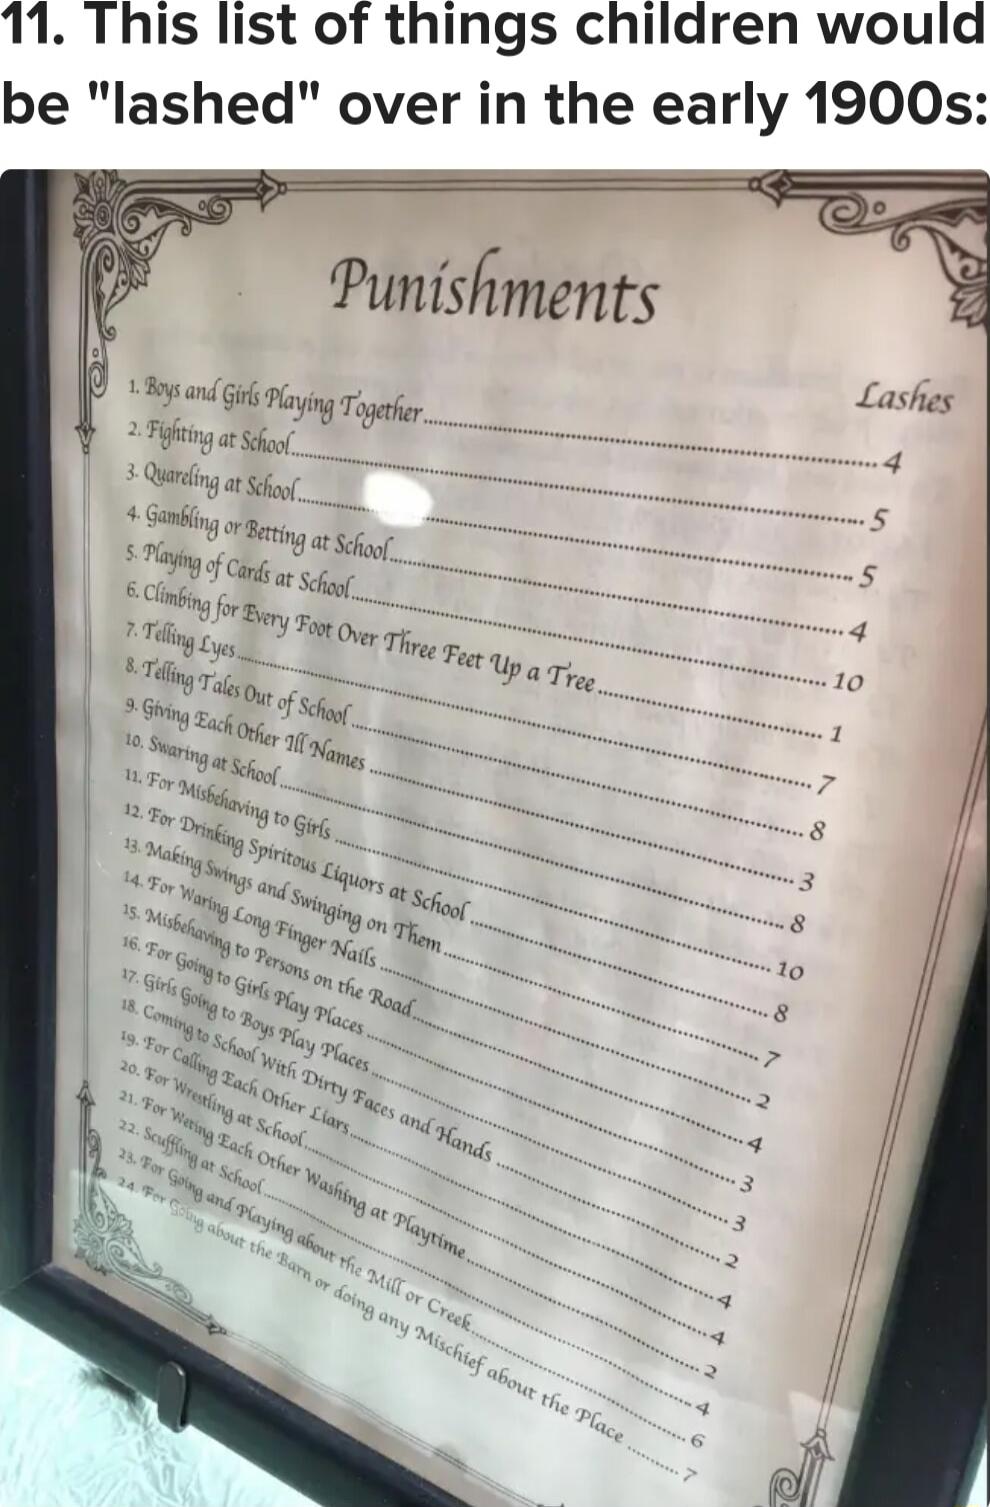 11. This list of things children would
be "lashed" over in the early 1900s:
Punishments
Lashes
1. Boys and Girls Playing Together........4
2. Fighting at School........5
3. Quareling at School........5
4. Gambling or Betting at School........4
5. Playing of Cards at School........10
6. Climbing for Every Foot Over Three Feet Up a Tree........1
7. Telling Lyes........7
8. Telling Tales Out of School........8
9. Giving Each Other Ill Names........3
10. Swaring at School........8
11. For Misbehaving to Girls........10
12. For Drinking Spiritous Liquors at School........8
13. Making Swings and Swinging on Them........7
14. For Waring Long Finger Nails........2
15. Misbehaving to Persons on the Road........4
16. For Going to Girls Play Places........3
17. Girls Going to Boys Play Places........3
18. Coming to School With Dirty Faces and Hands........2
19. For Calling Each Other Liars........4
20. For Wrestling at School........4
21. For Weting Each Other Washing at Playtime........2
22. Scuffling at School........4
23. For Going and Playing about the Mill or Creek........6
24. For Going about the Barn or doing any Mischief about the Place........7